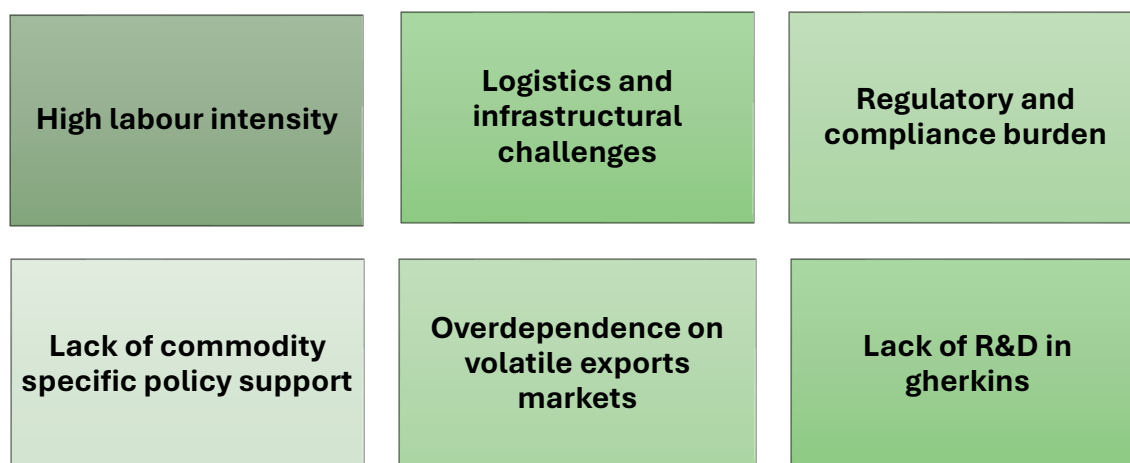 High labour intensity
Logistics and
infrastructural
challenges
Regulatory and
compliance burden
Lack of commodity
specific policy support
Overdependence on
volatile exports
markets
Lack of R&D in
gherkins